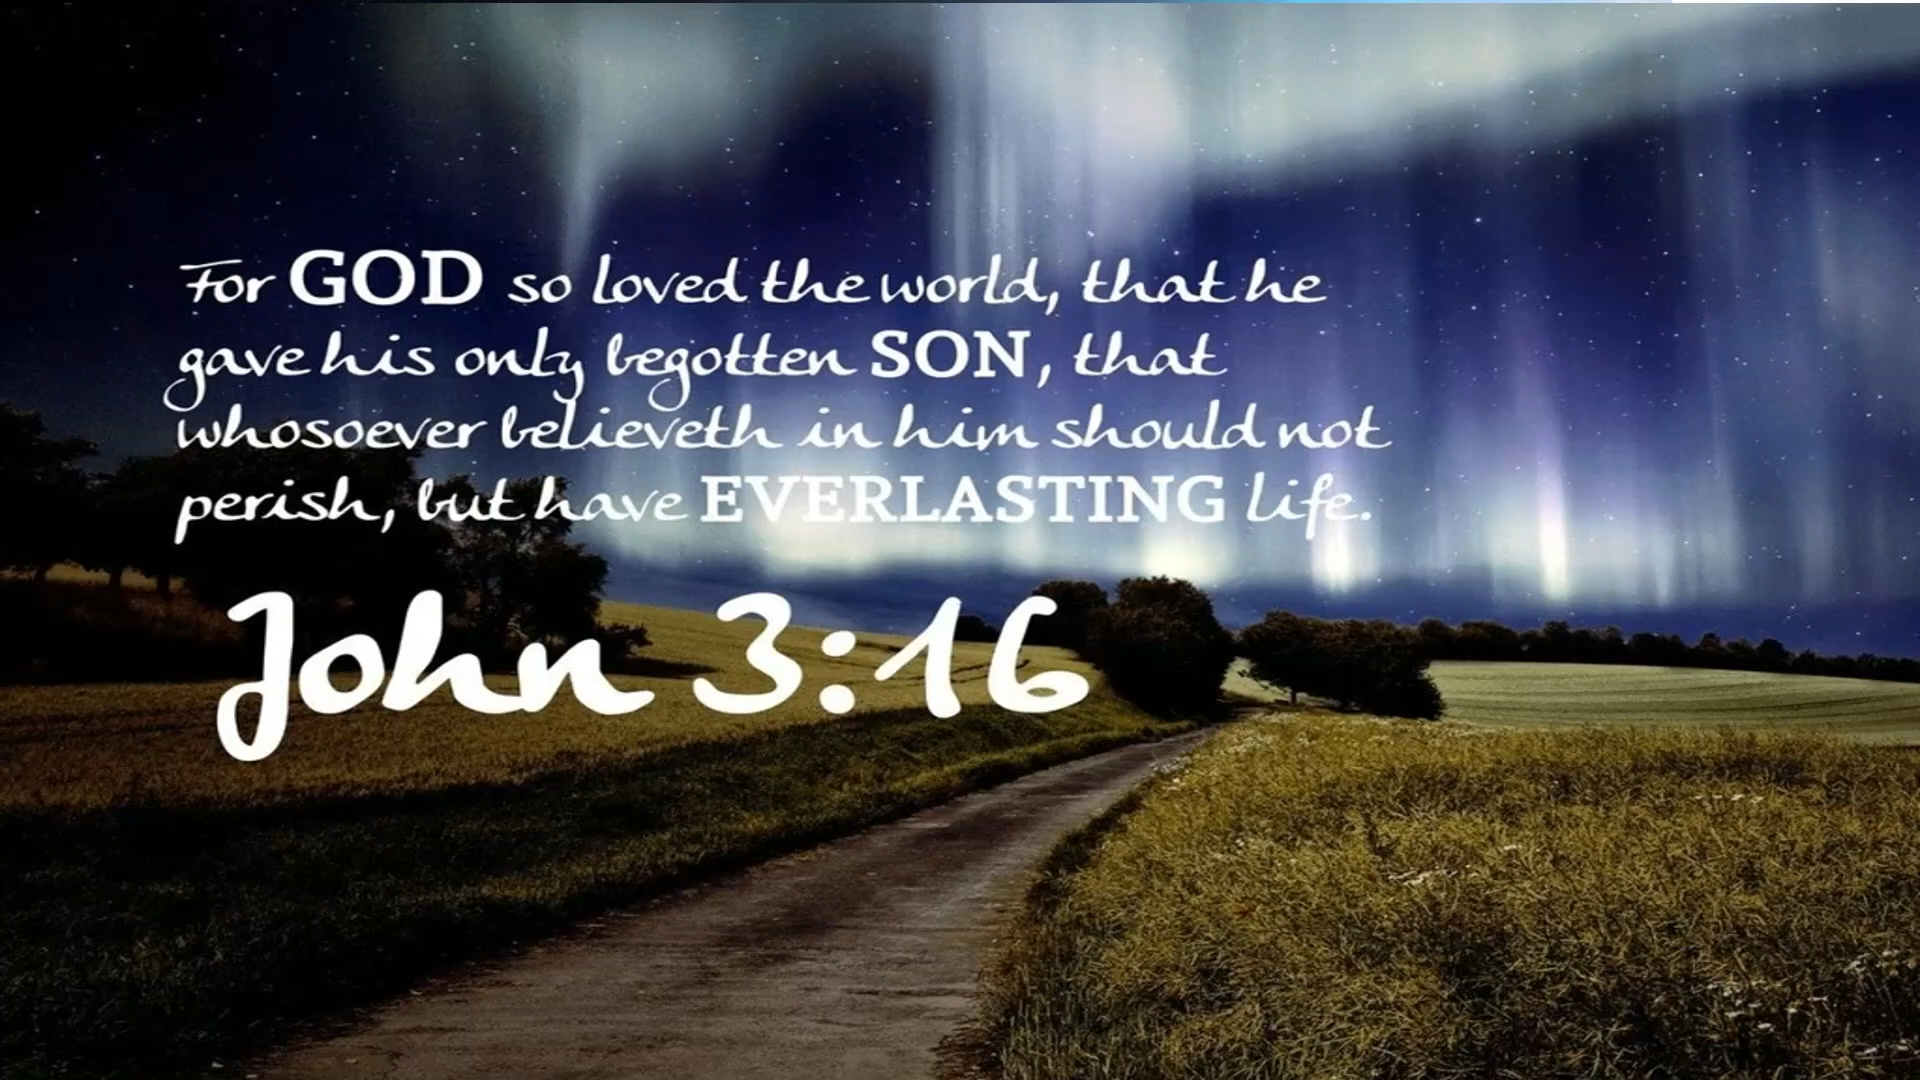 For GOD so loved the world, that he
gave his only begotten SON, that
whosoever believeth in him should not
perish, but have EVERLASTING life.
John 3:16